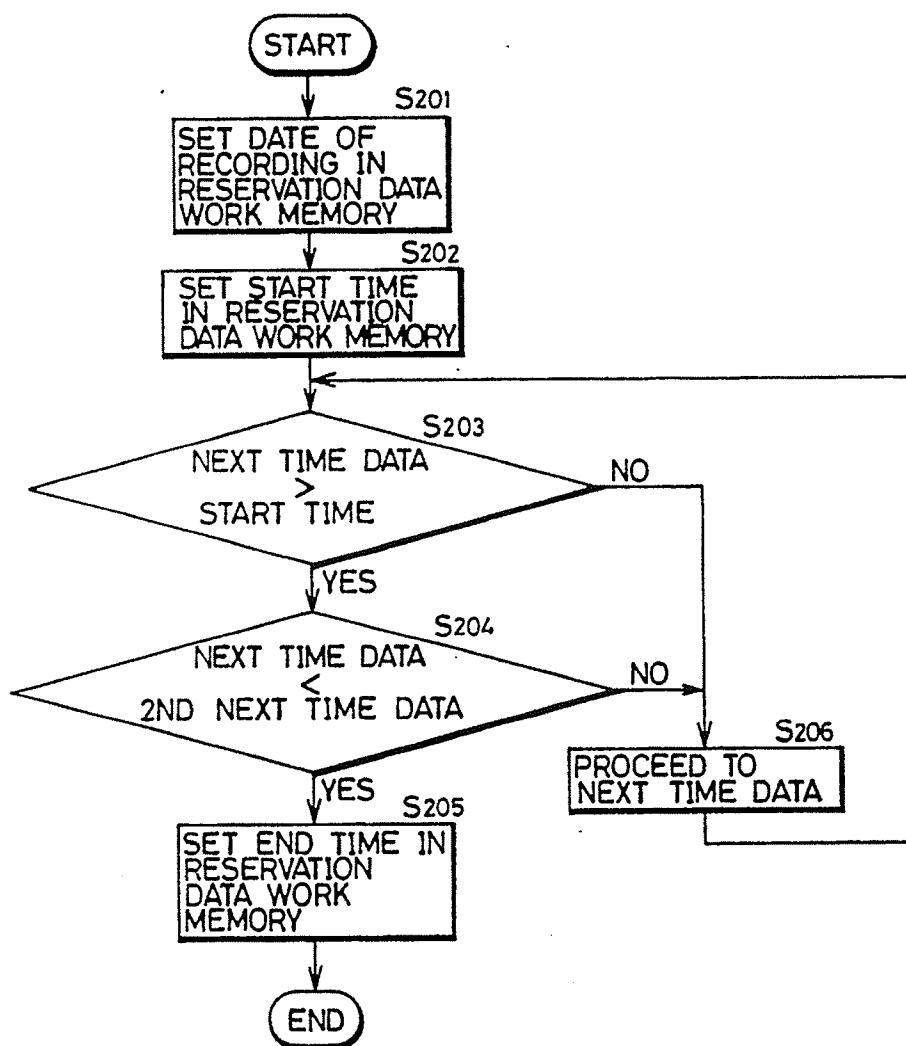 START
S201
SET DATE OF
RECORDING IN
RESERVATION DATA
WORK MEMORY
S202
SET START TIME
IN RESERVATION
DATA WORK MEMORY
S203
NEXT TIME DATA
>
START TIME
NO
YES
S204
NEXT TIME DATA
<
2ND NEXT TIME DATA
NO
YES
S206
PROCEED TO
NEXT TIME DATA
S205
SET END TIME IN
RESERVATION
DATA WORK
MEMORY
END